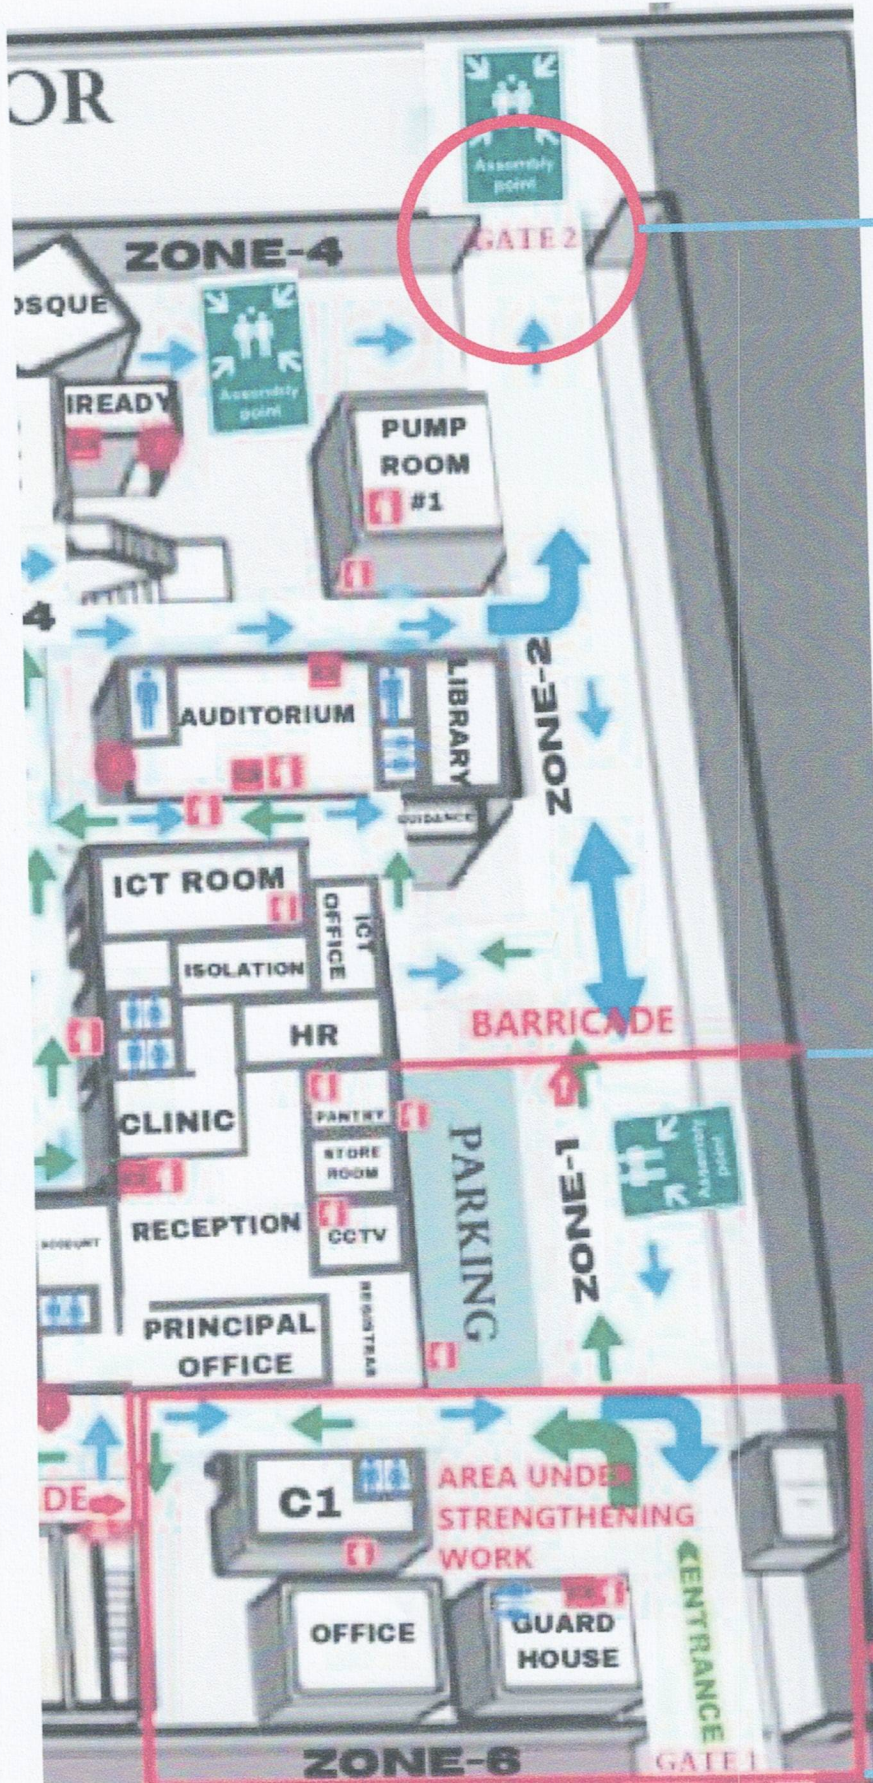 OR
Assembly
point
GATE 2
ZONE-4
OSQUE
Assembly
point
IREADY
PUMP
ROOM
#1
4
ZONE-2
AUDITORIUM
LIBRARY
GUIDANCE
ICT ROOM
ICT
OFFICE
ISOLATION
HR
BARRICADE
CLINIC
PANTRY
STORE
ROOM
PARKING
ZONE-1
Assembly
point
RECEPTION
CCTV
REGISTRAR
PRINCIPAL
OFFICE
DE
C1
AREA UNDER
STRENGTHENING
WORK
ENTRANCE
OFFICE
GUARD
HOUSE
ZONE-6
GATE 1